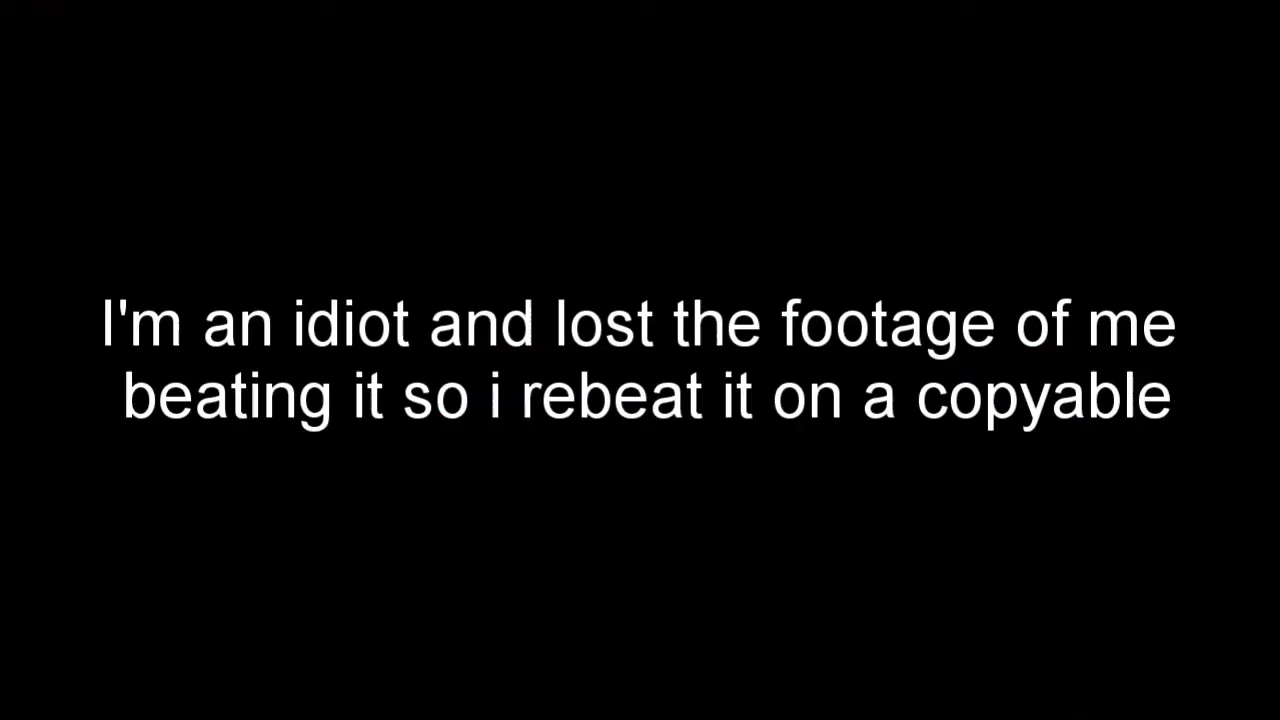 I'm an idiot and lost the footage of me
beating it so i rebeat it on a copyable